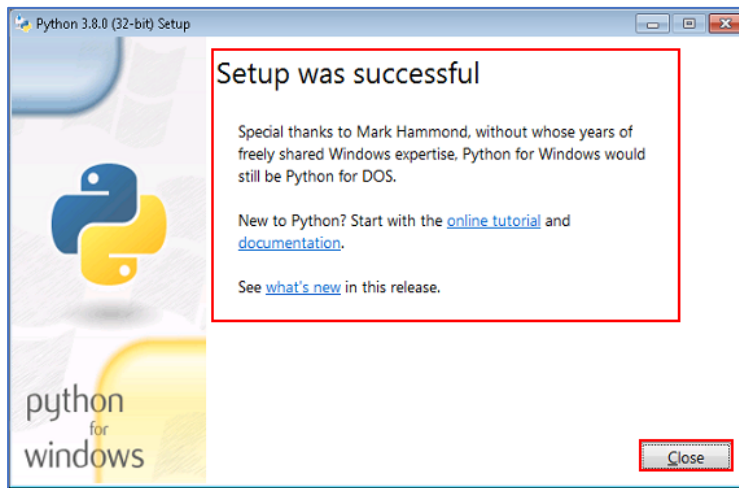 Python 3.8.0 (32-bit) Setup
Setup was successful
Special thanks to Mark Hammond, without whose years of
freely shared Windows expertise, Python for Windows would
still be Python for DOS.
New to Python? Start with the online tutorial and
documentation.
See what's new in this release.
python
for
windows
Close